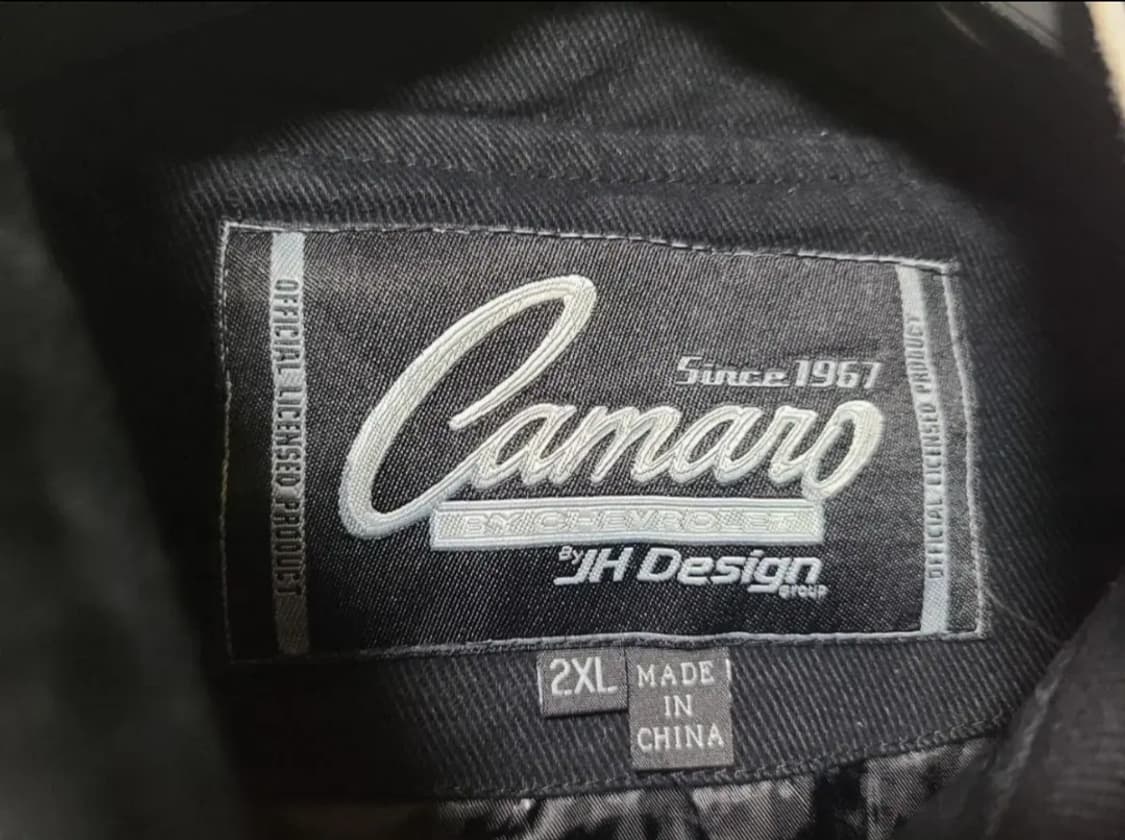 OFFICIAL LICENSED PRODUCT
Since 1967
Camaro
BY CHEVROLET
By JH Design
GROUP
OFFICIAL LICENSED PRODUCT
2XL
MADE
IN
CHINA